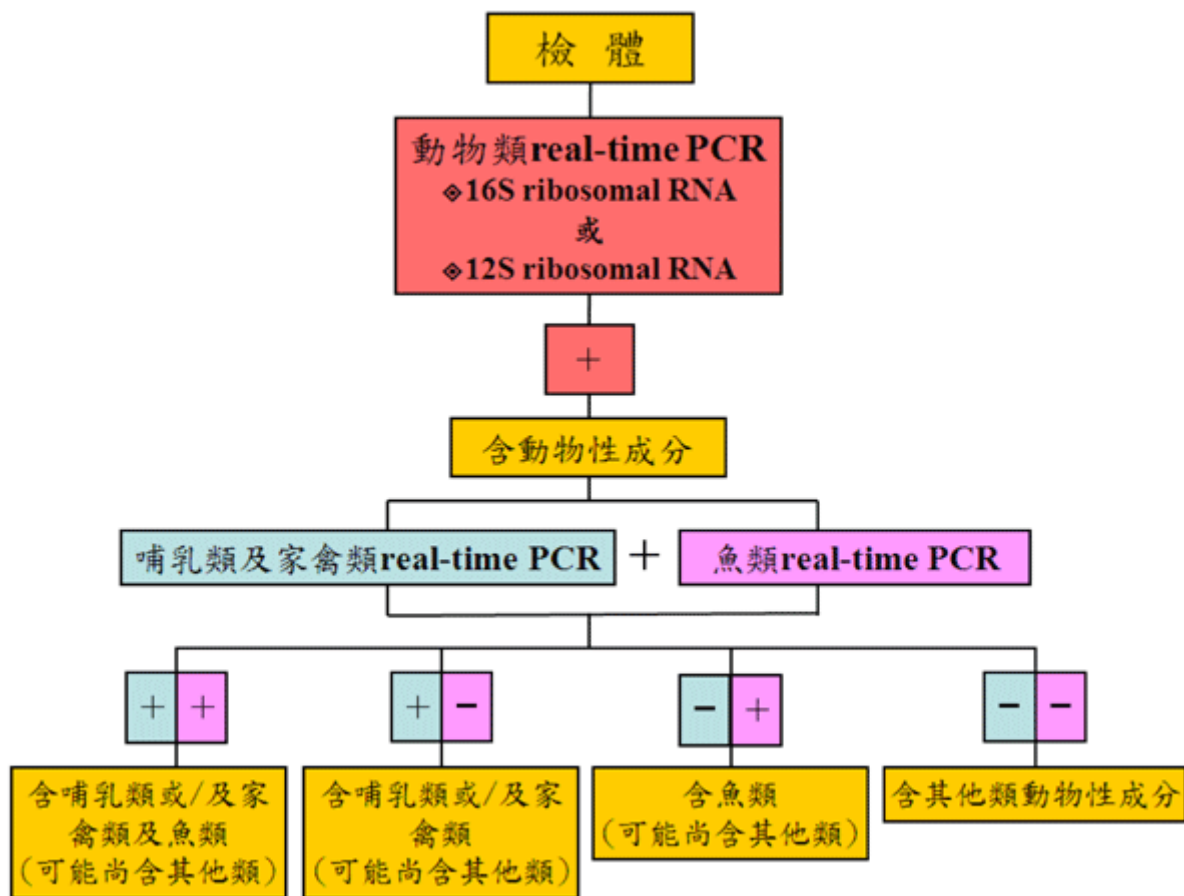 檢 體
動物類real-time PCR
◈16S ribosomal RNA
或
◈12S ribosomal RNA
+
含動物性成分
哺乳類及家禽類real-time PCR + 魚類real-time PCR
+ +
+ −
− +
− −
含哺乳類或/及家
禽類及魚類
(可能尚含其他類)
含哺乳類或/及家
禽類
(可能尚含其他類)
含魚類
(可能尚含其他類)
含其他類動物性成分